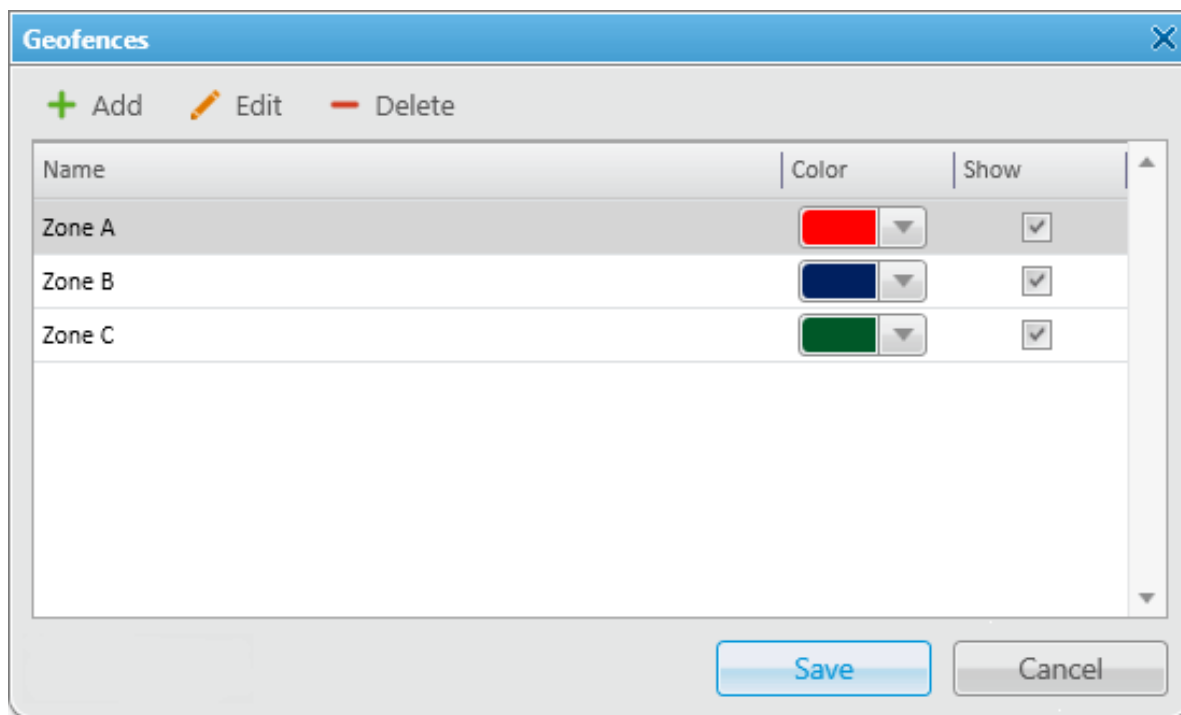 Geofences
Add Edit Delete
Name Color Show
Zone A
Zone B
Zone C
Save Cancel